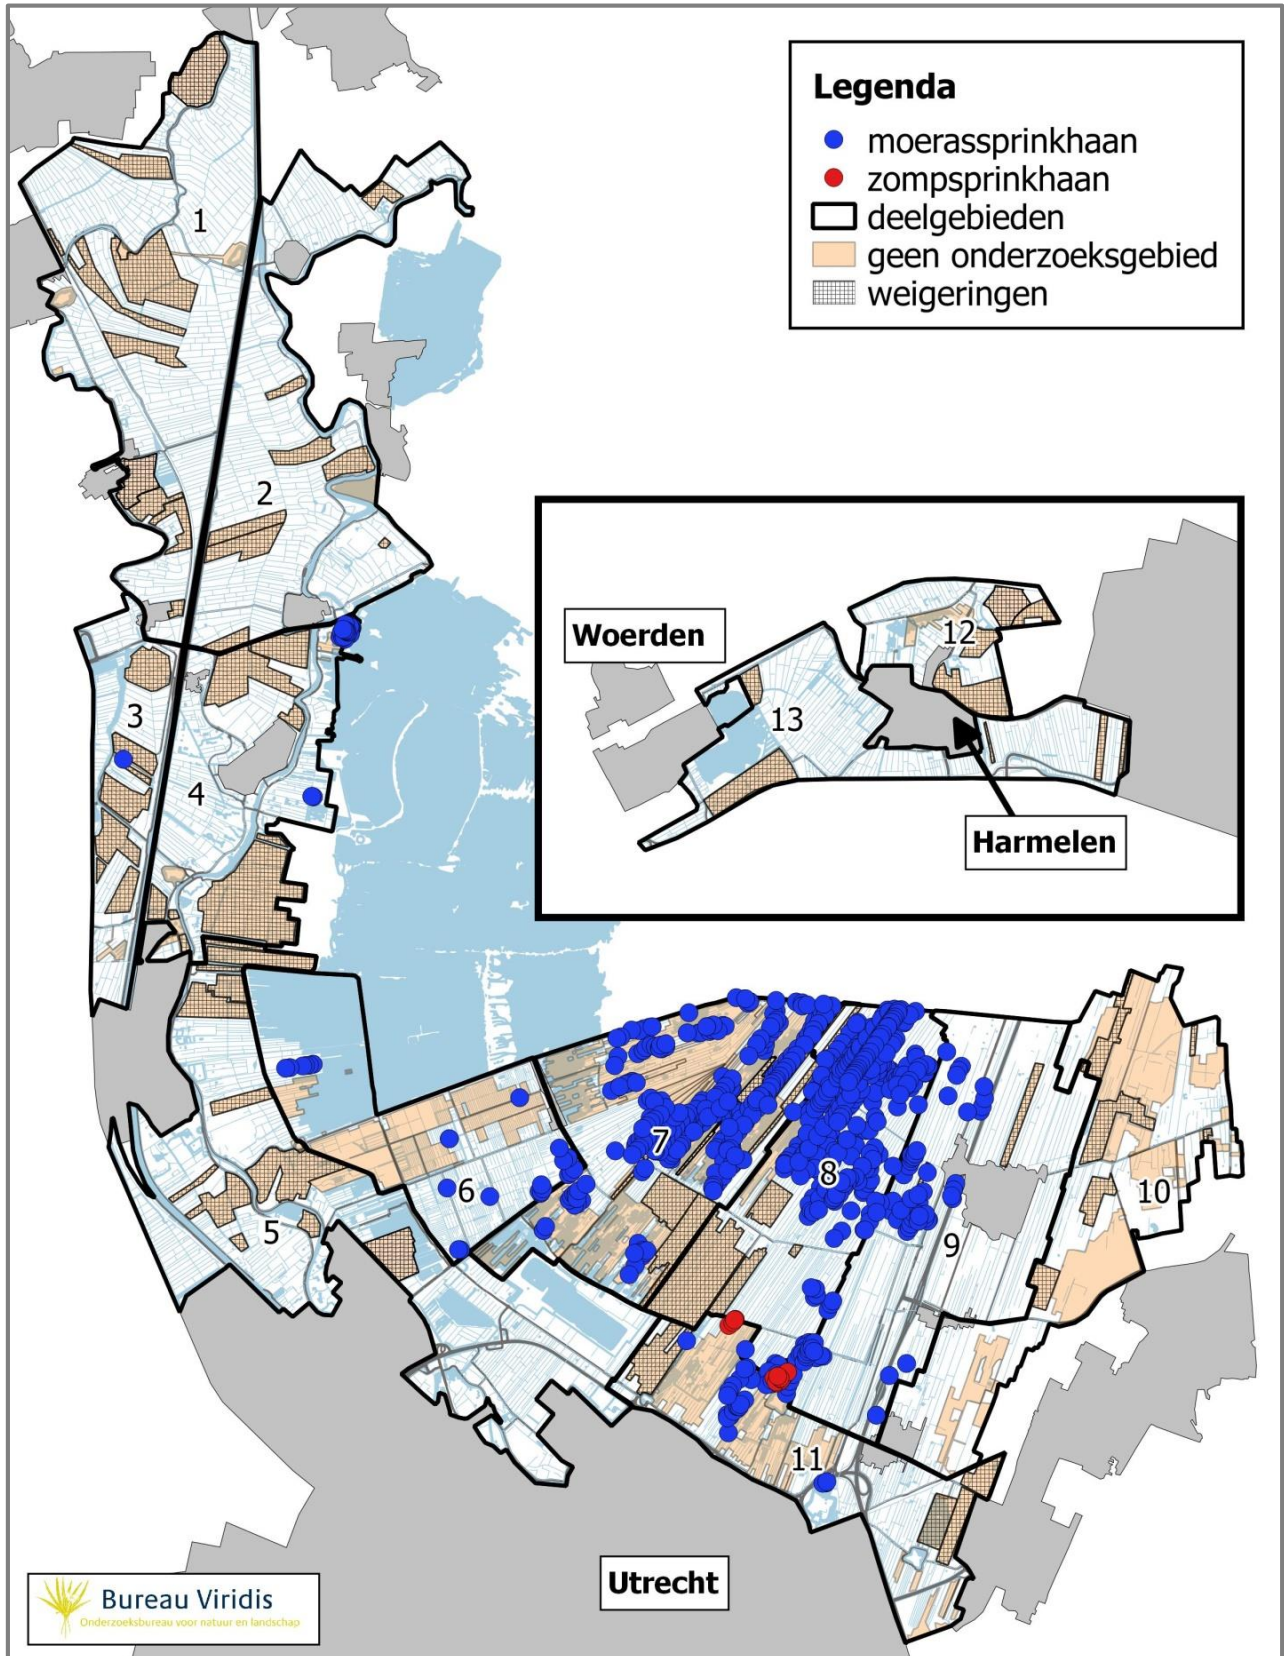 Legenda
moerassprinkhaan
zompsprinkhaan
deelgebieden
geen onderzoeksgebied
weigeringen
1
2
3
4
Woerden
12
13
Harmelen
5
6
7
8
9
10
11
Utrecht
Bureau Viridis
Onderzoeksbureau voor natuur en landschap